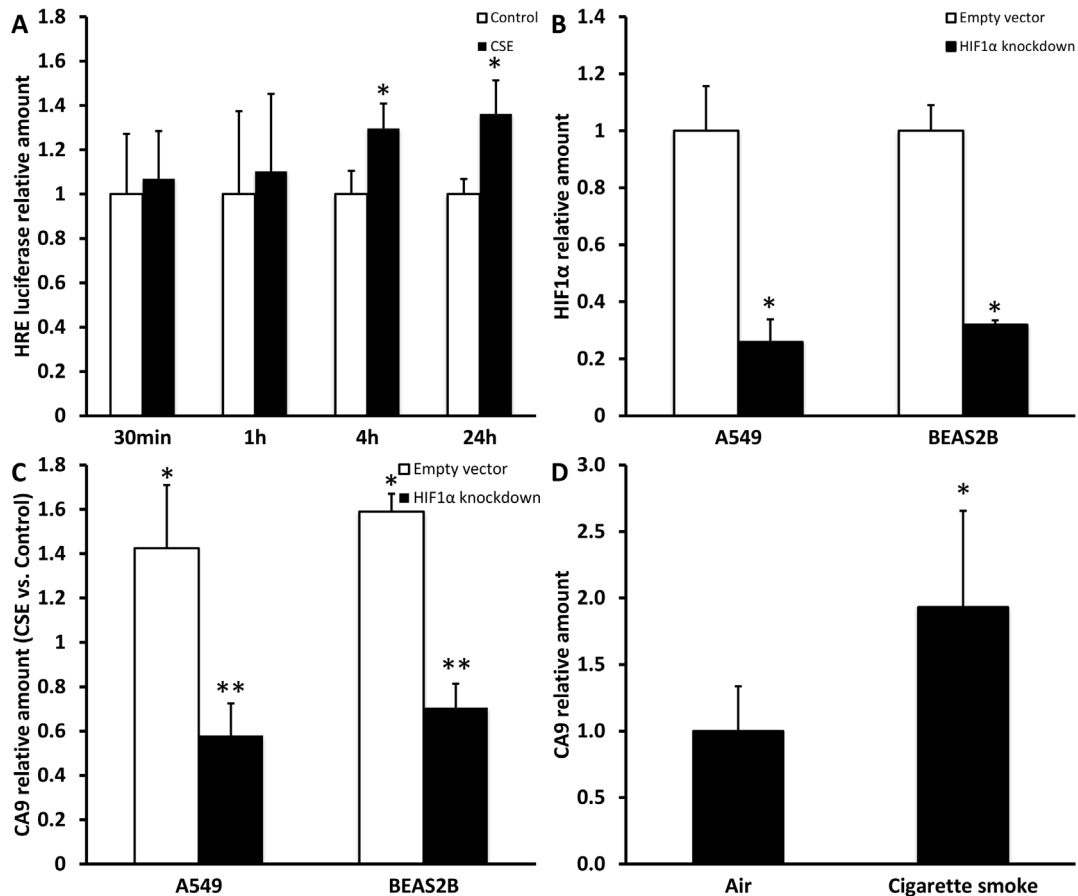 A
1.8
1.6
1.4
1.2
1
0.8
0.6
0.4
0.2
0
HRE luciferase relative amount
Control
CSE
*
*
30min 1h 4h 24h
B
1.4
1.2
1
0.8
0.6
0.4
0.2
0
HIF1α relative amount
Empty vector
HIF1α knockdown
*
*
A549 BEAS2B
C
1.8
1.6
1.4
1.2
1
0.8
0.6
0.4
0.2
0
CA9 relative amount (CSE vs. Control)
Empty vector
HIF1α knockdown
*
*
**
**
A549 BEAS2B
D
3.0
2.5
2.0
1.5
1.0
0.5
0.0
CA9 relative amount
*
Air Cigarette smoke